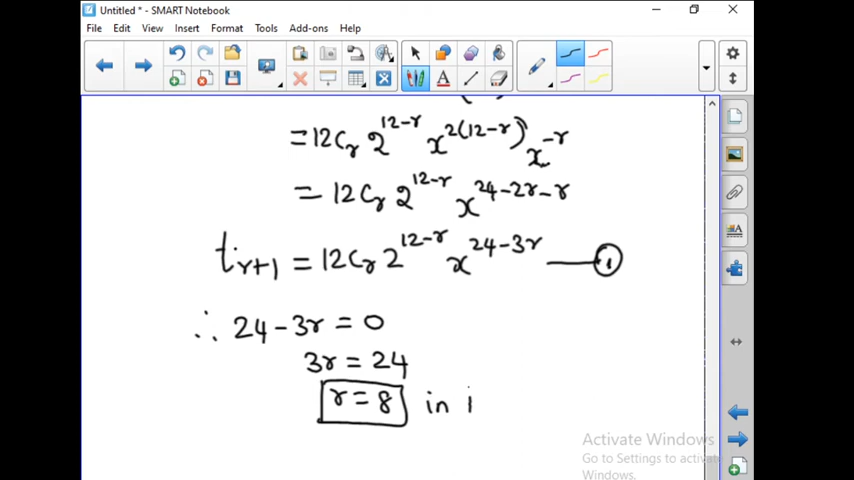 Untitled * - SMART Notebook
File Edit View Insert Format Tools Add-ons Help
= 12Cr 2^{12-r} x^{2(12-r)} x^{-r}
= 12Cr 2^{12-r} x^{24-2r-r}
t_{r+1} = 12Cr 2^{12-r} x^{24-3r} —— ①
∴ 24-3r = 0
3r = 24
r = 8 in i
Activate Windows
Go to Settings to activate
Windows.